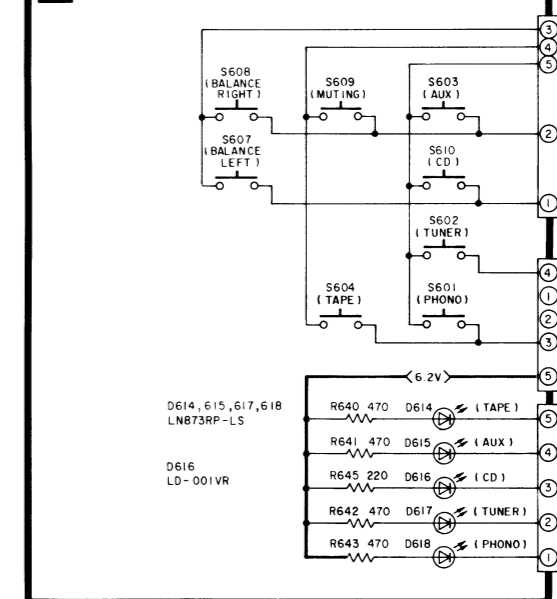 3
4
5
S608
(BALANCE
RIGHT)
S609
(MUTING)
S603
(AUX)
2
S607
(BALANCE
LEFT)
S610
(CD)
1
S602
(TUNER)
4
1
2
S604
(TAPE)
S601
(PHONO)
3
6.2V
5
D614,615,617,618
LN873RP-LS
R640 470 D614 (TAPE)
5
R641 470 D615 (AUX)
4
D616
LD-001VR
R645 220 D616 (CD)
3
R642 470 D617 (TUNER)
2
R643 470 D618 (PHONO)
1